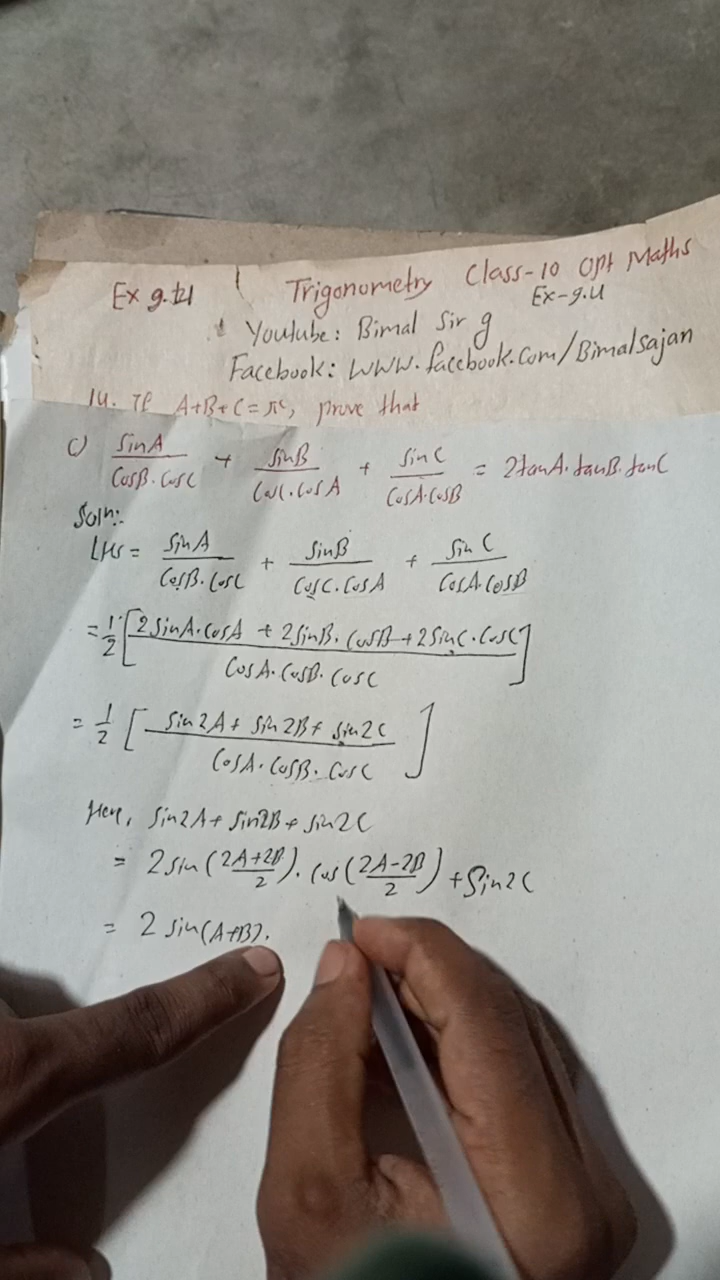 Ex 9.4 Trigonometry Class-10 Opt Maths
Ex-9.4
Youtube: Bimal Sir g
Facebook: WWW.facebook.com/Bimalsajan
14. If A+B+C=πᶜ, prove that
c) SinA/CosB.CosC + SinB/CosC.CosA + SinC/CosA.CosB = 2tanA.tanB.tanC
Soln:
LHS = SinA/CosB.CosC + SinB/CosC.CosA + Sin C/CosA.CosB
= 1/2 [2SinA.CosA + 2SinB.CosB + 2SinC.CosC / CosA.CosB.CosC]
= 1/2 [Sin2A + Sin2B + Sin2C / CosA.CosB.CosC]
Here, Sin2A + Sin2B + Sin2C
= 2Sin(2A+2B/2).Cos(2A-2B/2) + Sin2C
= 2 Sin(A+B).